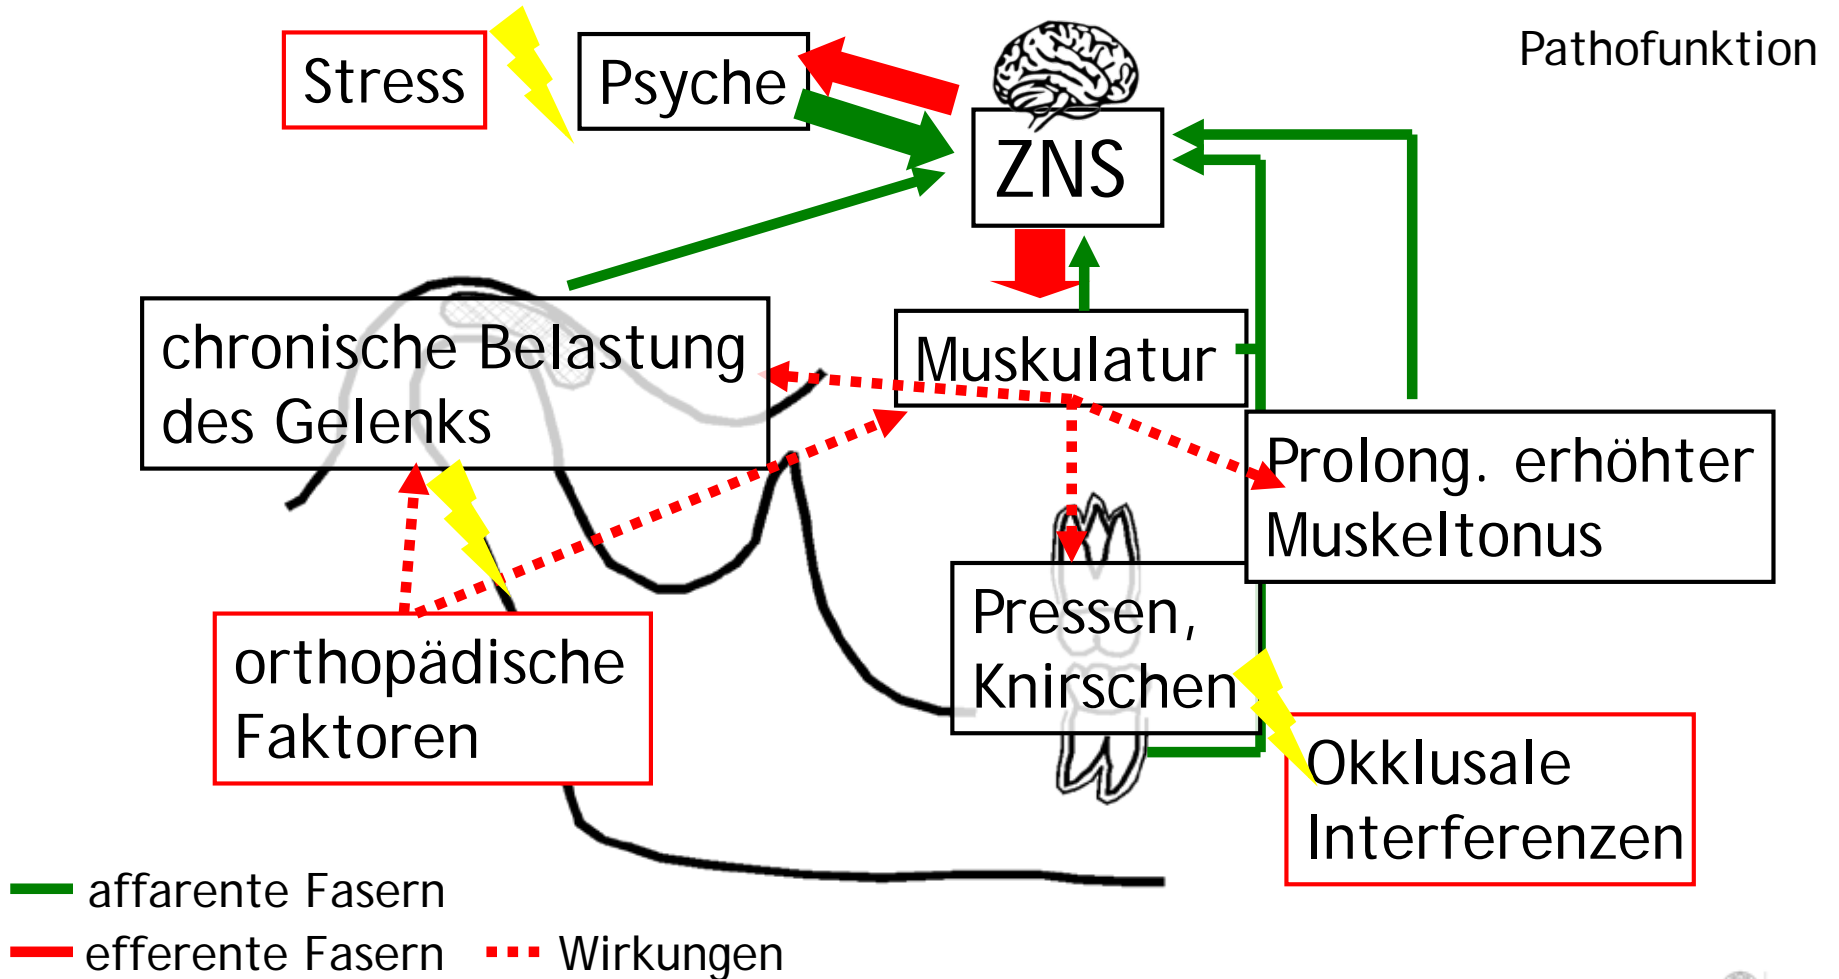 Pathofunktion
Stress
Psyche
ZNS
chronische Belastung
des Gelenks
Muskulatur
Prolong. erhöhter
Muskeltonus
Pressen,
Knirschen
orthopädische
Faktoren
Okklusale
Interferenzen
affarente Fasern
efferente Fasern
Wirkungen